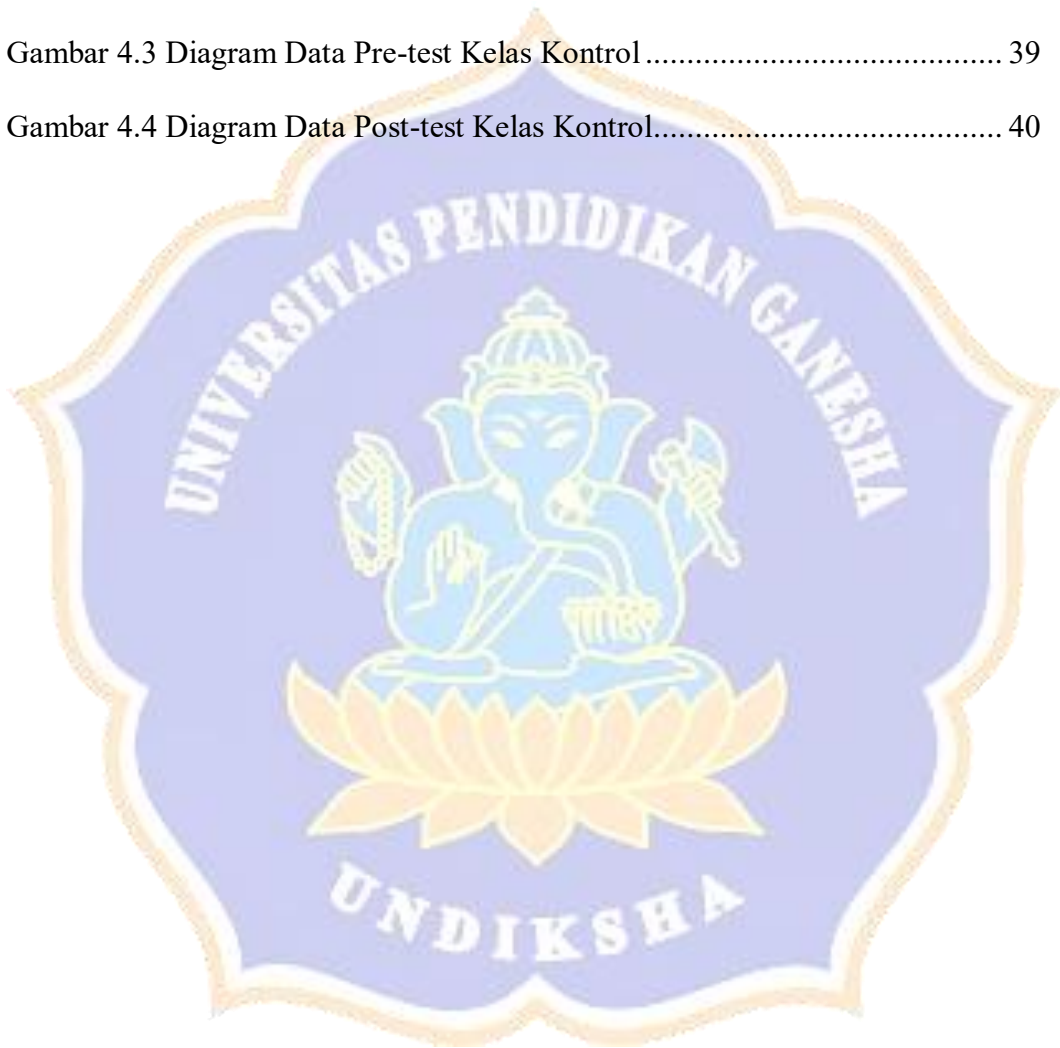 Gambar 4.3 Diagram Data Pre-test Kelas Kontrol ........................................... 39
Gambar 4.4 Diagram Data Post-test Kelas Kontrol.......................................... 40
UNIVERSITAS PENDIDIKAN GANESHA
UNDIKSHA